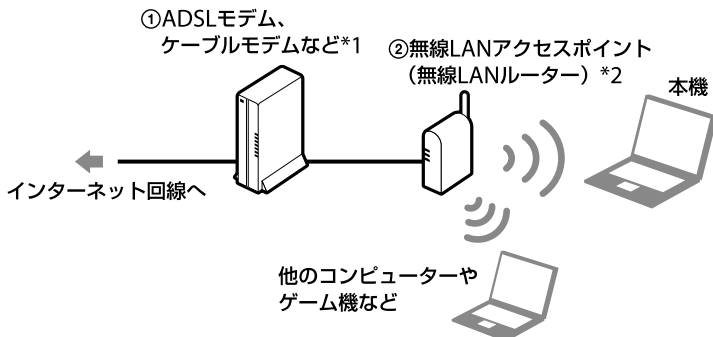 ①ADSLモデム、
ケーブルモデムなど*1
②無線LANアクセスポイント
（無線LANルーター）*2
本機
インターネット回線へ
他のコンピューターや
ゲーム機など